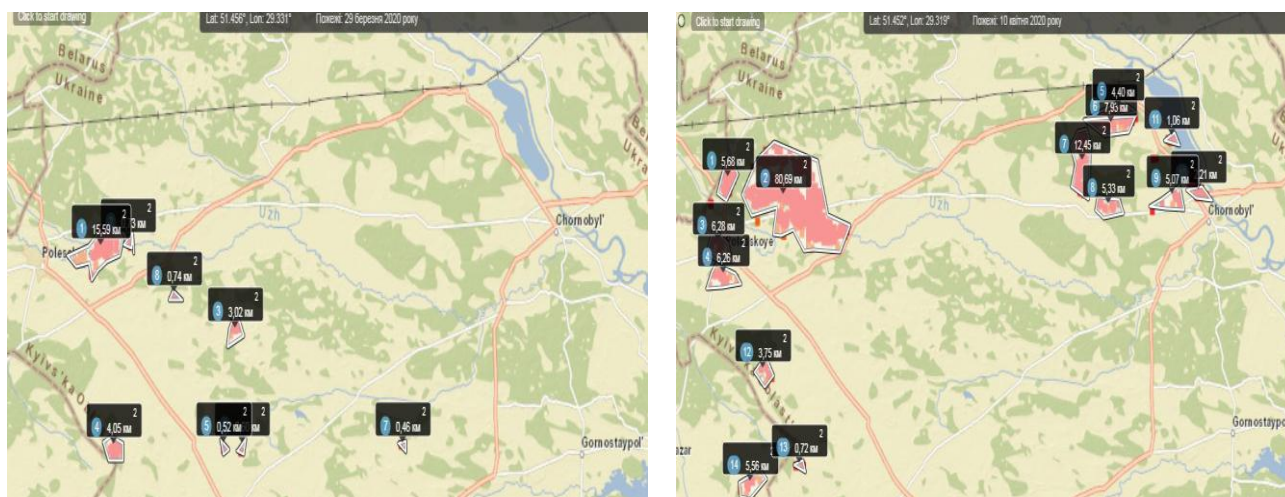 Click to start drawing
Lat: 51.456°, Lon: 29.331°
Пожежі: 29 березня 2020 року
Belarus
Ukraine
2
1 15,59 км
2
Uzh
Chornobyl'
Poles
2
8 0,74 км
2
3 3,02 км
Kyivs'ka O
2
4 4,05 км
2
5 0,52 км
2
2
7 0,46 км
Gornostaypol'
Click to start drawing
Lat: 51.452°, Lon: 29.319°
Пожежі: 10 квітня 2020 року
Belarus
Ukraine
2
5 4,40 км
6 7,93 км
2
11 1,06 км
2
7 12,45 км
2
1 5,68 км
2
2 80,69 км
2
8 5,33 км
2
9 5,07 км
2
,21 км
Uzh
Chornobyl'
2
3 6,28 км
skoye
2
4 6,26 км
2
12 3,75 км
2
13 0,72 км
14 5,56 км
Gornostaypol'
azar